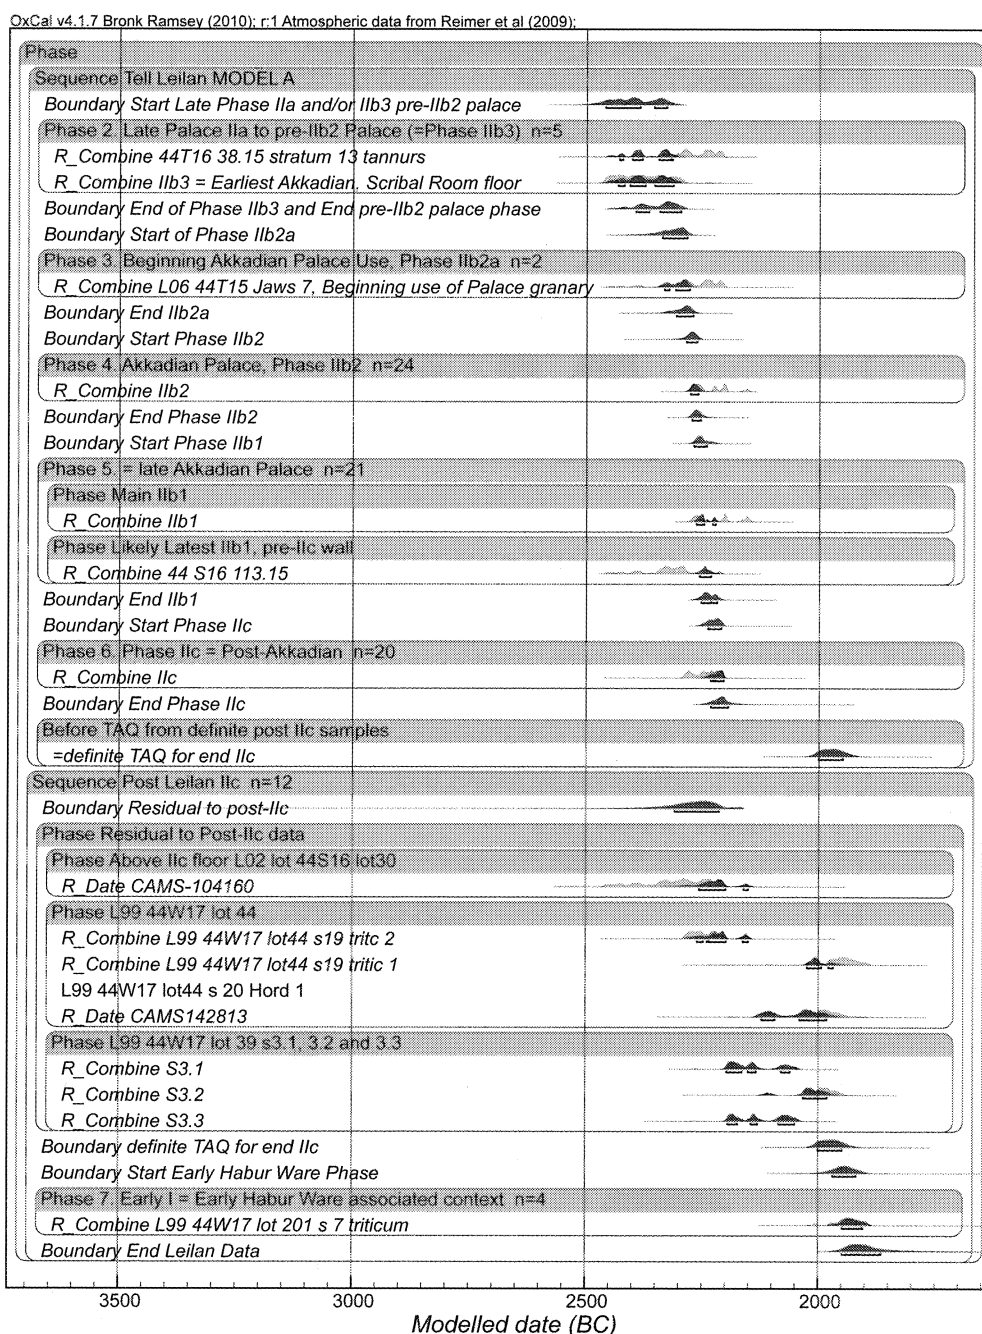 OxCal v4.1.7 Bronk Ramsey (2010); r:1 Atmospheric data from Reimer et al (2009);
Phase
Sequence Tell Leilan MODEL A
Boundary Start Late Phase IIa and/or IIb3 pre-IIb2 palace
Phase 2. Late Palace IIa to pre-IIb2 Palace (=Phase IIb3) n=5
R_Combine 44T16 38.15 stratum 13 tannurs
R_Combine IIb3 = Earliest Akkadian. Scribal Room floor
Boundary End of Phase IIb3 and End pre-IIb2 palace phase
Boundary Start of Phase IIb2a
Phase 3. Beginning Akkadian Palace Use, Phase IIb2a n=2
R_Combine L06 44T15 Jaws 7, Beginning use of Palace granary
Boundary End IIb2a
Boundary Start Phase IIb2
Phase 4. Akkadian Palace, Phase IIb2 n=24
R_Combine IIb2
Boundary End Phase IIb2
Boundary Start Phase IIb1
Phase 5. = late Akkadian Palace n=21
Phase Main IIb1
R_Combine IIb1
Phase Likely Latest IIb1, pre-IIc wall
R_Combine 44 S16 113.15
Boundary End IIb1
Boundary Start Phase IIc
Phase 6. Phase IIc = Post-Akkadian n=20
R_Combine IIc
Boundary End Phase IIc
Before TAQ from definite post IIc samples
=definite TAQ for end IIc
Sequence Post Leilan IIc n=12
Boundary Residual to post-IIc
Phase Residual to Post-IIc data
Phase Above IIc floor L02 lot 44S16 lot30
R_Date CAMS-104160
Phase L99 44W17 lot 44
R_Combine L99 44W17 lot44 s19 tritc 2
R_Combine L99 44W17 lot44 s19 tritic 1
L99 44W17 lot44 s 20 Hord 1
R_Date CAMS142813
Phase L99 44W17 lot 39 s3.1, 3.2 and 3.3
R_Combine S3.1
R_Combine S3.2
R_Combine S3.3
Boundary definite TAQ for end IIc
Boundary Start Early Habur Ware Phase
Phase 7. Early I = Early Habur Ware associated context n=4
R_Combine L99 44W17 lot 201 s 7 triticum
Boundary End Leilan Data
3500 3000 2500 2000
Modelled date (BC)